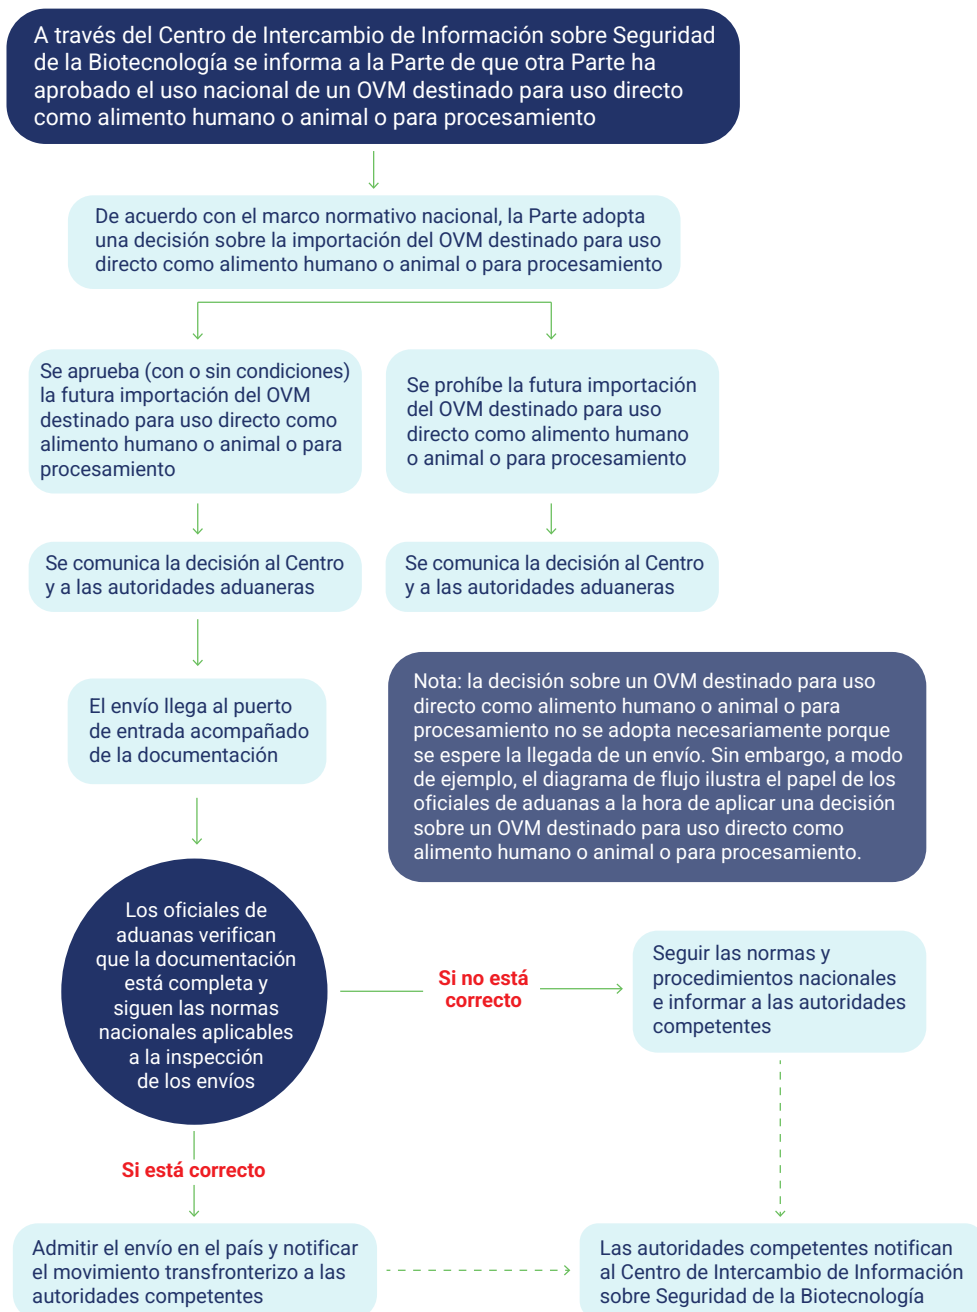 A través del Centro de Intercambio de Información sobre Seguridad
de la Biotecnología se informa a la Parte de que otra Parte ha
aprobado el uso nacional de un OVM destinado para uso directo
como alimento humano o animal o para procesamiento
De acuerdo con el marco normativo nacional, la Parte adopta
una decisión sobre la importación del OVM destinado para uso
directo como alimento humano o animal o para procesamiento
Se aprueba (con o sin condiciones)
la futura importación del OVM
destinado para uso directo como
alimento humano o animal o para
procesamiento
Se prohíbe la futura importación
del OVM destinado para uso
directo como alimento humano
o animal o para procesamiento
Se comunica la decisión al Centro
y a las autoridades aduaneras
Se comunica la decisión al Centro
y a las autoridades aduaneras
El envío llega al puerto
de entrada acompañado
de la documentación
Nota: la decisión sobre un OVM destinado para uso
directo como alimento humano o animal o para
procesamiento no se adopta necesariamente porque
se espere la llegada de un envío. Sin embargo, a modo
de ejemplo, el diagrama de flujo ilustra el papel de los
oficiales de aduanas a la hora de aplicar una decisión
sobre un OVM destinado para uso directo como
alimento humano o animal o para procesamiento.
Los oficiales de
aduanas verifican
que la documentación
está completa y
siguen las normas
nacionales aplicables
a la inspección
de los envíos
Si no está
correcto
Seguir las normas y
procedimientos nacionales
e informar a las autoridades
competentes
Si está correcto
Admitir el envío en el país y notificar
el movimiento transfronterizo a las
autoridades competentes
Las autoridades competentes notifican
al Centro de Intercambio de Información
sobre Seguridad de la Biotecnología